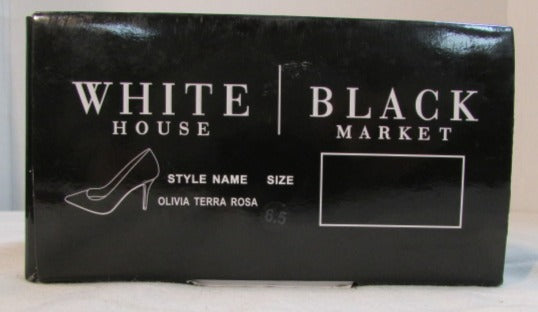 WHITE | BLACK
HOUSE MARKET
STYLE NAME SIZE
OLIVIA TERRA ROSA 6.5